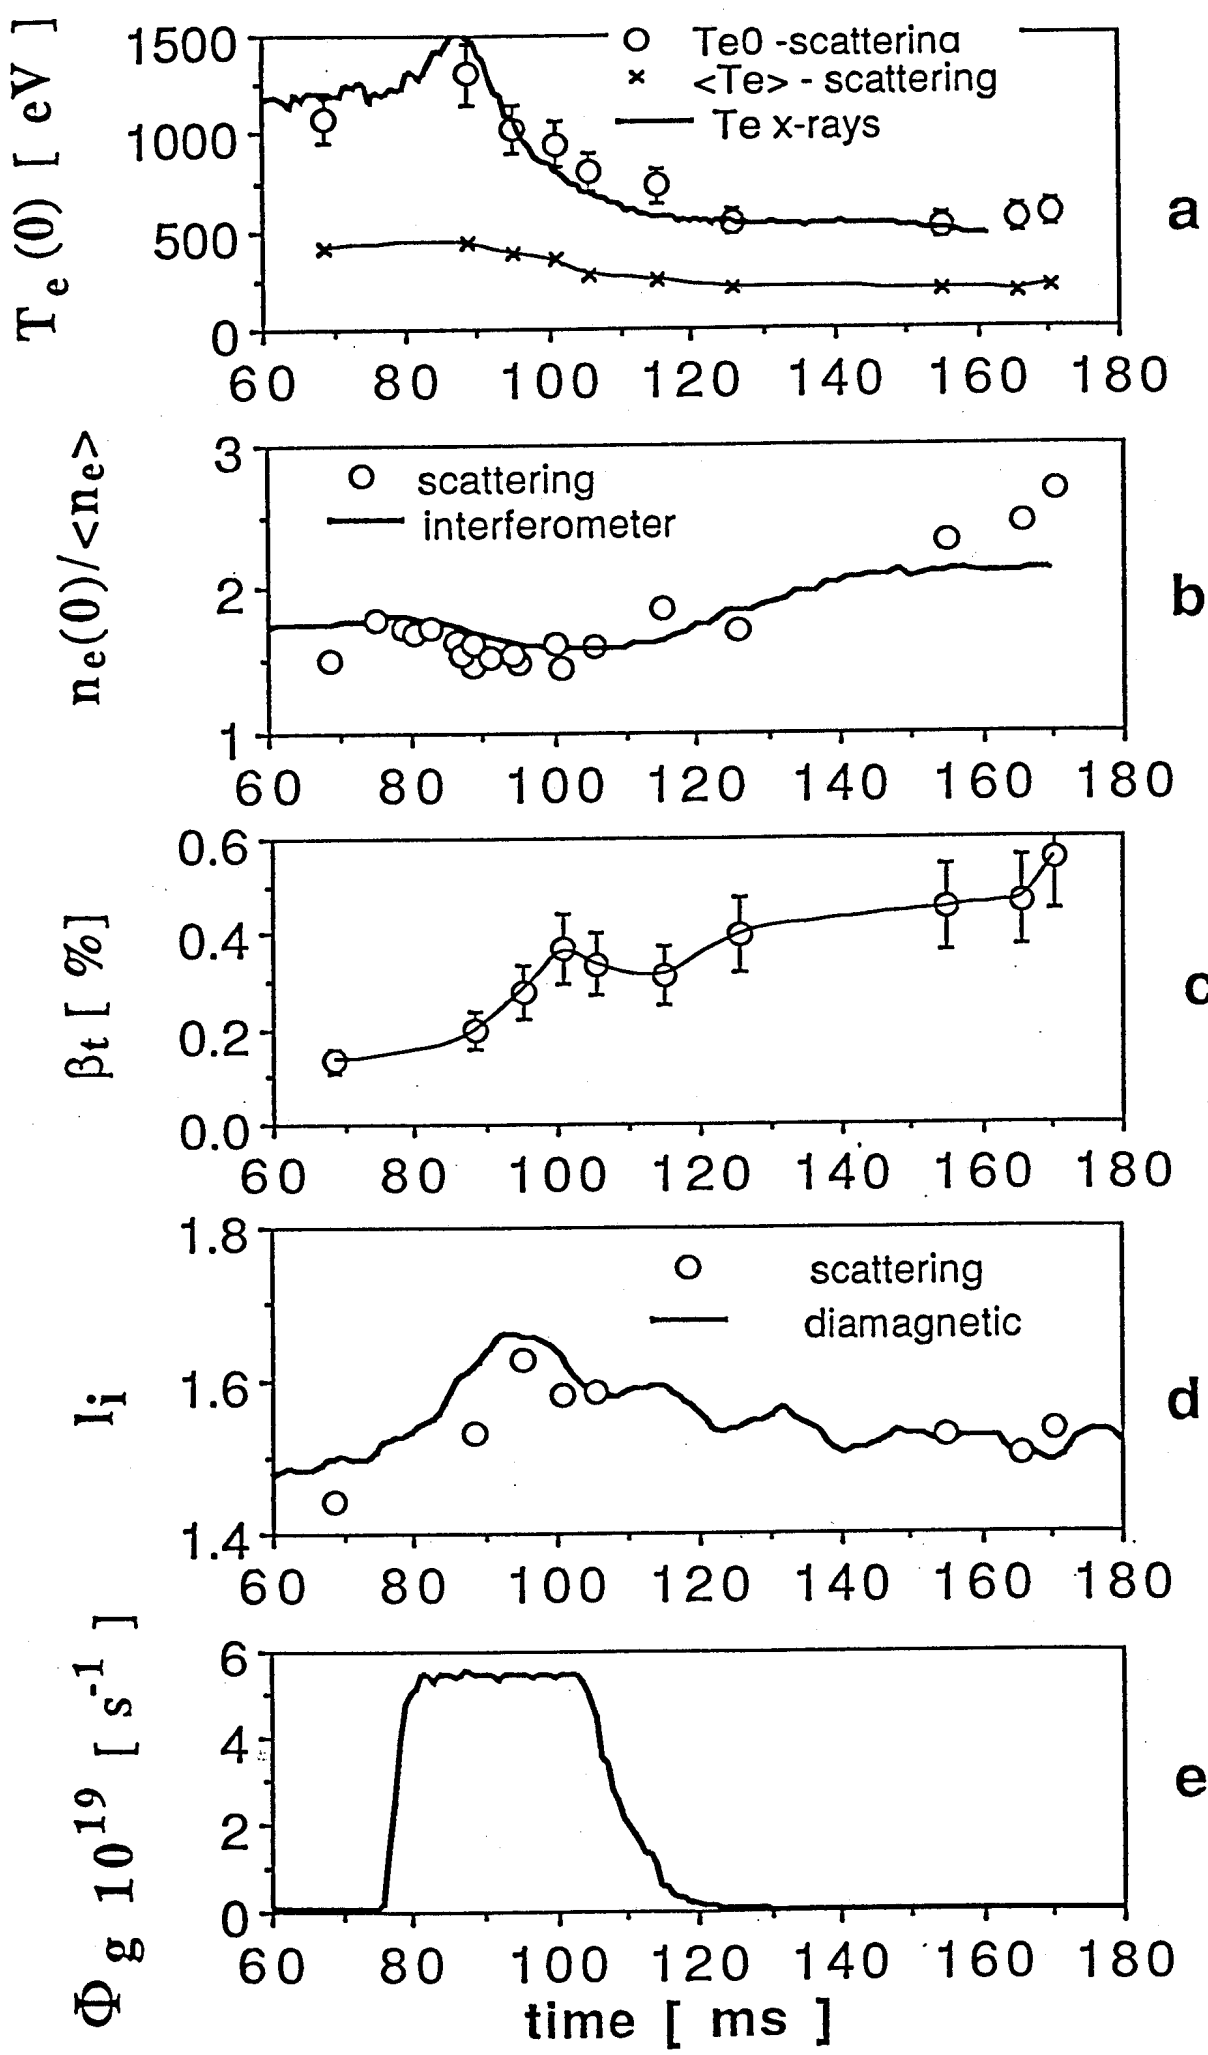 Te0 -scattering
<Te> - scattering
Te x-rays
Te (0) [ eV ]
1500
1000
500
0
60 80 100 120 140 160 180
a
scattering
interferometer
ne(0)/<ne>
3
2
1
60 80 100 120 140 160 180
b
βt [ %]
0.6
0.4
0.2
0.0
60 80 100 120 140 160 180
c
scattering
diamagnetic
li
1.8
1.6
1.4
60 80 100 120 140 160 180
d
Φg 10^19 [ s^-1 ]
6
4
2
0
60 80 100 120 140 160 180
e
time [ ms ]